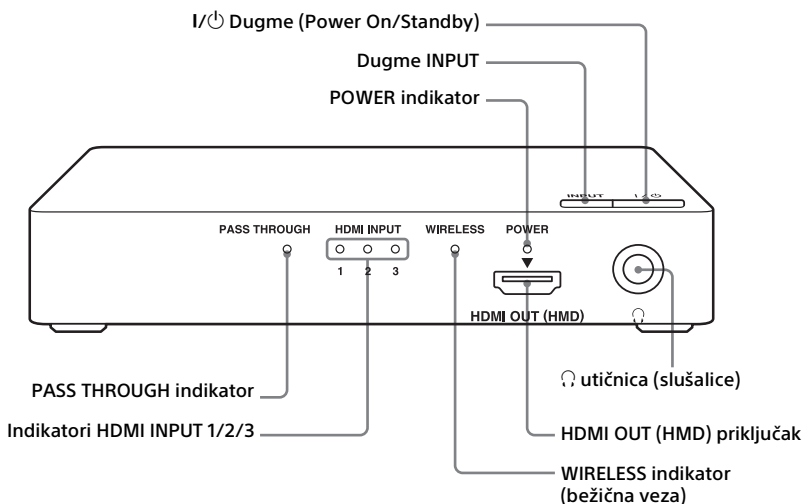 I/⏻ Dugme (Power On/Standby)
Dugme INPUT
POWER indikator
INPUT I/⏻
PASS THROUGH HDMI INPUT WIRELESS POWER
1 2 3
HDMI OUT (HMD)
PASS THROUGH indikator
Indikatori HDMI INPUT 1/2/3
utičnica (slušalice)
HDMI OUT (HMD) priključak
WIRELESS indikator
(bežična veza)